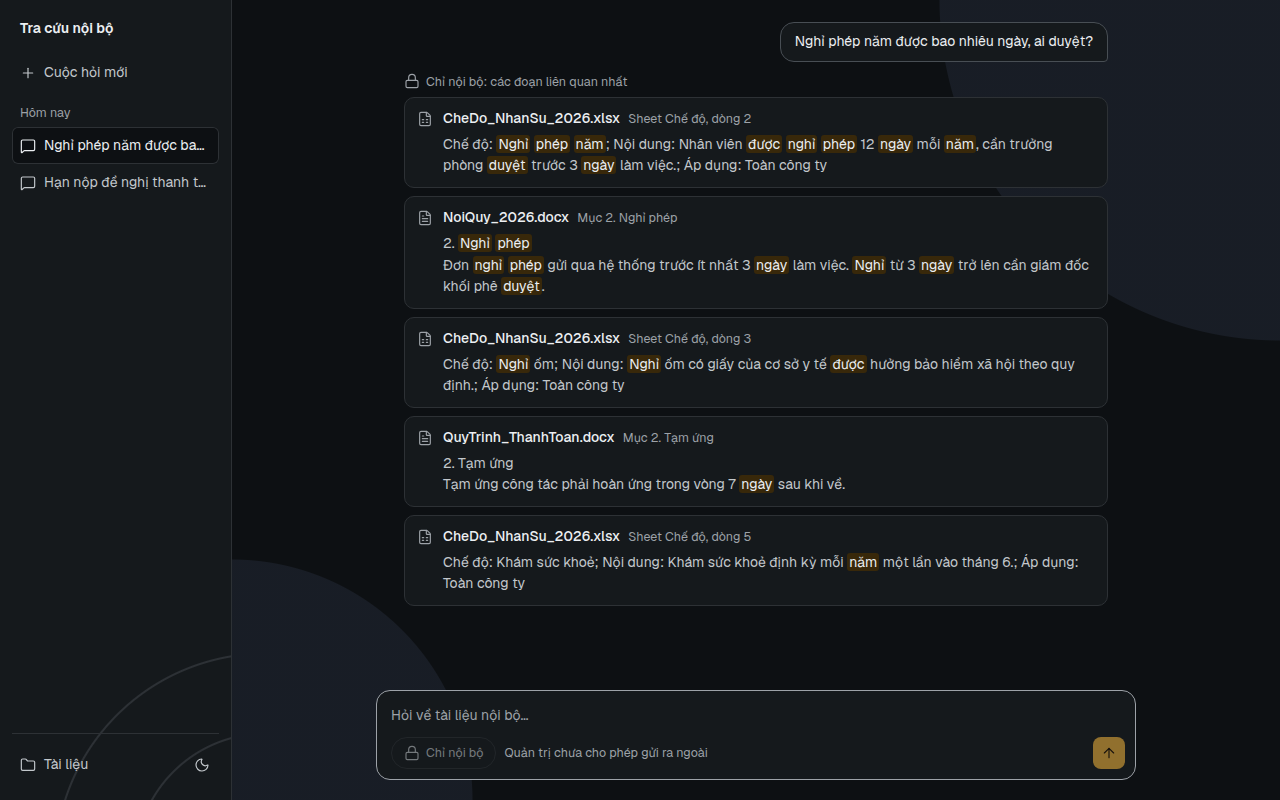 Tra cứu nội bộ
Cuộc hỏi mới
Hôm nay
Nghỉ phép năm được ba…
Hạn nộp đề nghị thanh t…
Tài liệu
Nghỉ phép năm được bao nhiêu ngày, ai duyệt?
Chỉ nội bộ: các đoạn liên quan nhất
CheDo_NhanSu_2026.xlsx Sheet Chế độ, dòng 2
Chế độ: Nghỉ phép năm; Nội dung: Nhân viên được nghỉ phép 12 ngày mỗi năm, cần trưởng
phòng duyệt trước 3 ngày làm việc.; Áp dụng: Toàn công ty
NoiQuy_2026.docx Mục 2. Nghỉ phép
2. Nghỉ phép
Đơn nghỉ phép gửi qua hệ thống trước ít nhất 3 ngày làm việc. Nghỉ từ 3 ngày trở lên cần giám đốc
khối phê duyệt.
CheDo_NhanSu_2026.xlsx Sheet Chế độ, dòng 3
Chế độ: Nghỉ ốm; Nội dung: Nghỉ ốm có giấy của cơ sở y tế được hưởng bảo hiểm xã hội theo quy
định.; Áp dụng: Toàn công ty
QuyTrinh_ThanhToan.docx Mục 2. Tạm ứng
2. Tạm ứng
Tạm ứng công tác phải hoàn ứng trong vòng 7 ngày sau khi về.
CheDo_NhanSu_2026.xlsx Sheet Chế độ, dòng 5
Chế độ: Khám sức khoẻ; Nội dung: Khám sức khoẻ định kỳ mỗi năm một lần vào tháng 6.; Áp dụng:
Toàn công ty
Hỏi về tài liệu nội bộ…
Chỉ nội bộ Quản trị chưa cho phép gửi ra ngoài